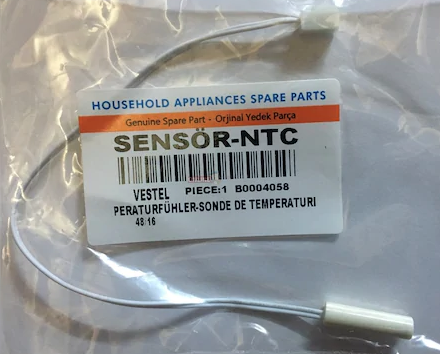 HOUSEHOLD APPLIANCES SPARE PARTS
Genuine Spare Part - Orjinal Yedek Parça
SENSÖR-NTC
VESTEL PIECE:1 B0004058
PERATURFÜHLER-SONDE DE TEMPERATURI
48 16